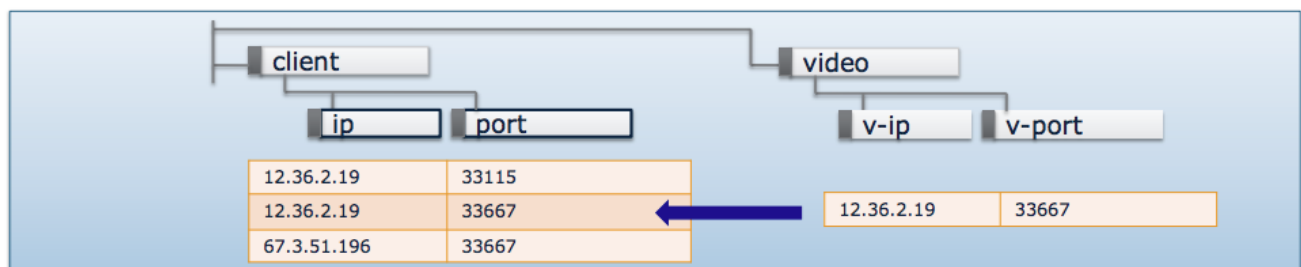 client video
ip port v-ip v-port
12.36.2.19 33115
12.36.2.19 33667 12.36.2.19 33667
67.3.51.196 33667